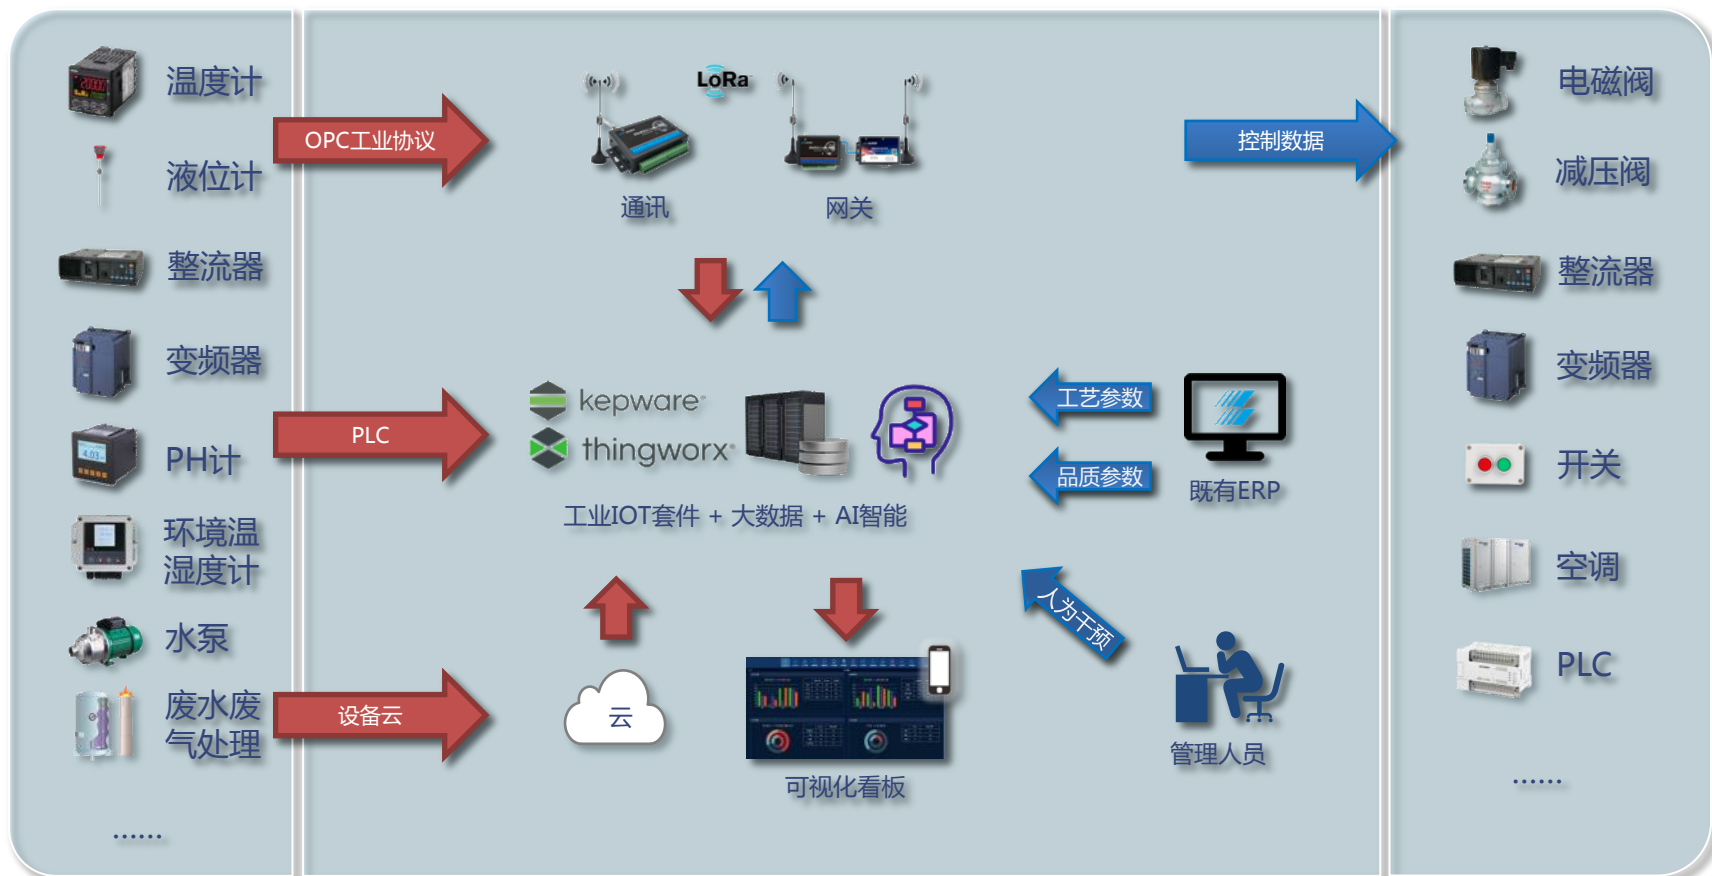 温度计
液位计
整流器
变频器
PH计
环境温
湿度计
水泵
废水废
气处理
......
OPC工业协议
PLC
设备云
LoRa
通讯
网关
kepware
thingworx
工业IOT套件 + 大数据 + AI智能
云
可视化看板
控制数据
工艺参数
品质参数
既有ERP
人为干预
管理人员
电磁阀
减压阀
整流器
变频器
开关
空调
PLC
......